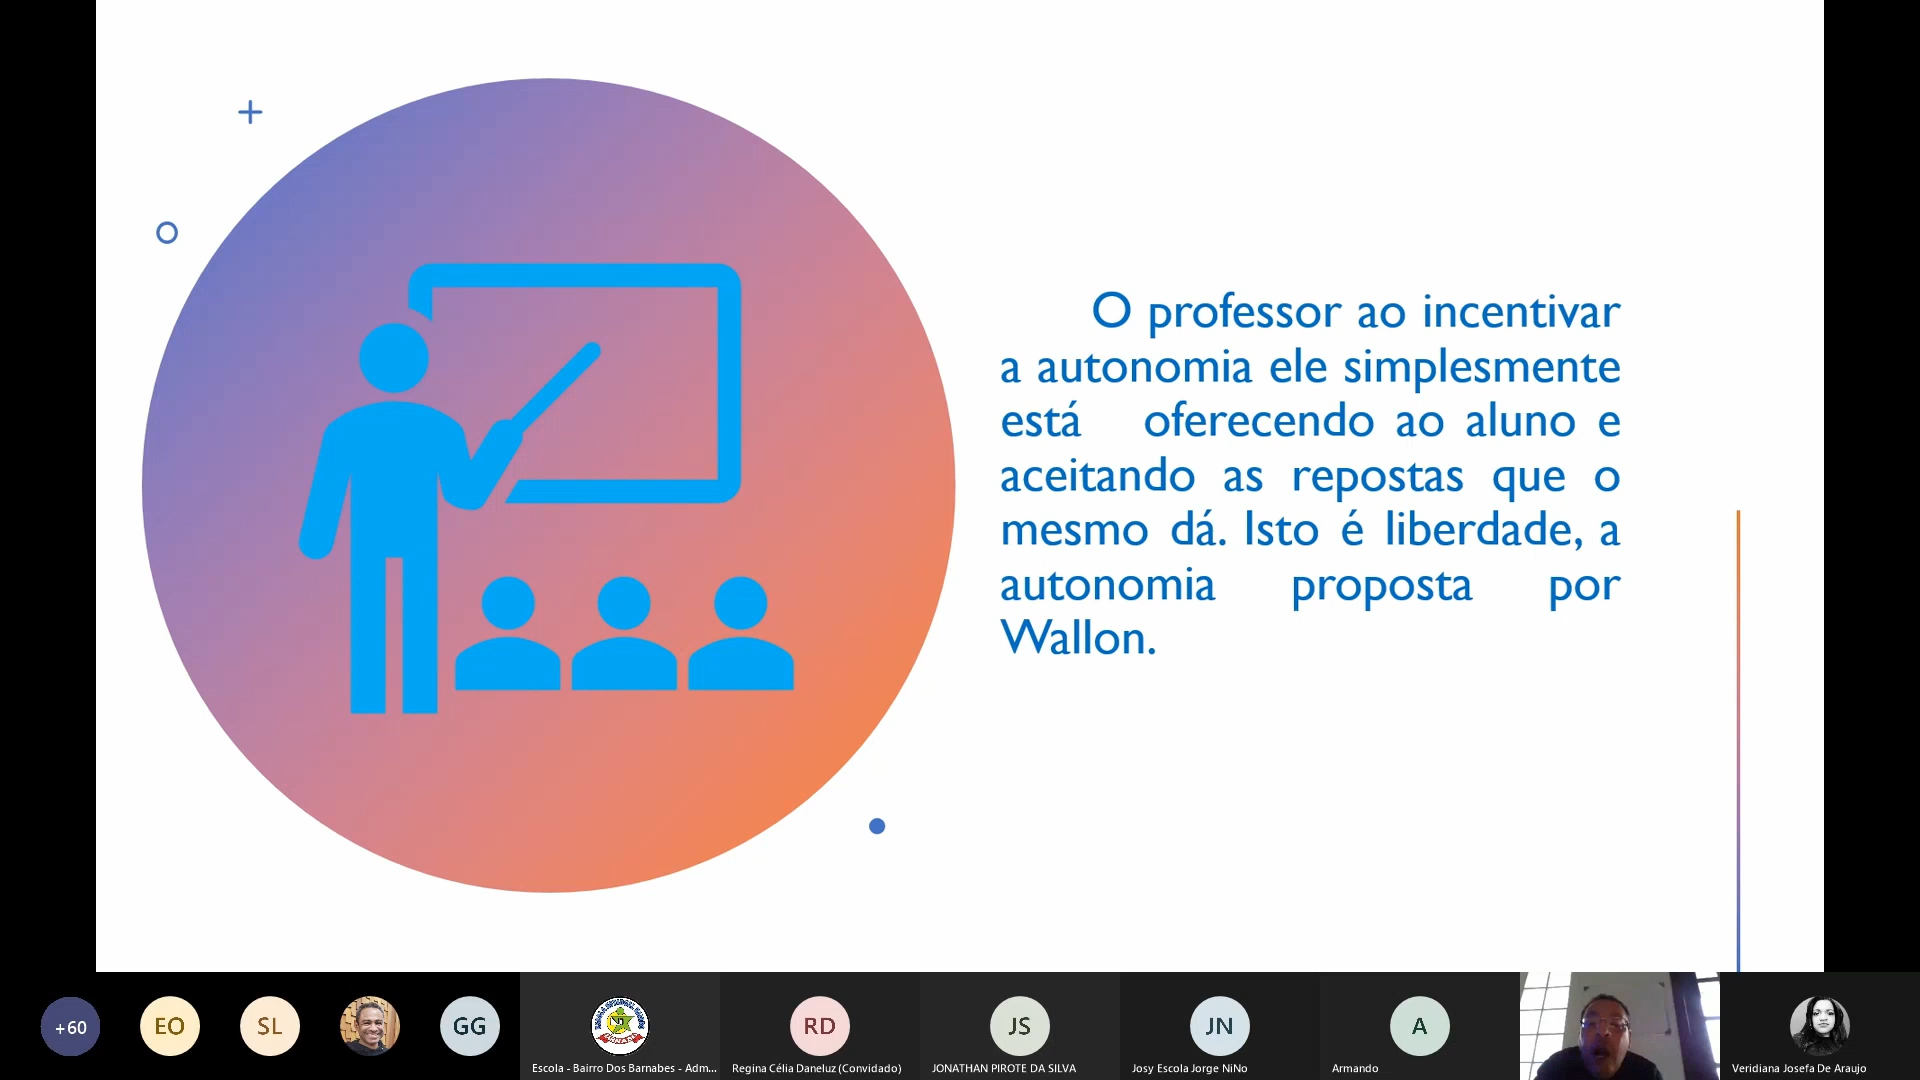 O professor ao incentivar
a autonomia ele simplesmente
está oferecendo ao aluno e
aceitando as repostas que o
mesmo dá. Isto é liberdade, a
autonomia proposta por
Wallon.
+60
EO
SL
GG
Escola - Bairro Dos Barnabes - Adm...
RD
Regina Célia Daneluz (Convidado)
JS
JONATHAN PIROTE DA SILVA
JN
Josy Escola Jorge NiNo
A
Armando
Veridiana Josefa De Araujo